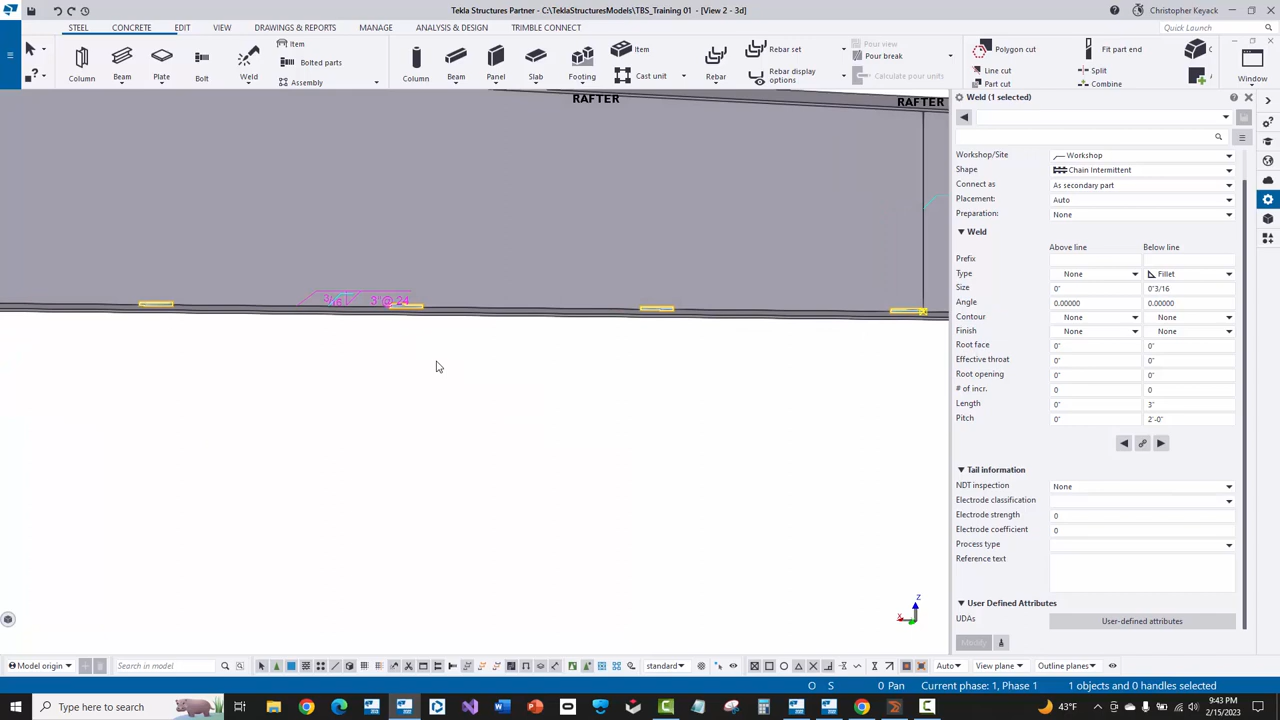 Tekla Structures Partner - C:\TeklaStructuresModels\TBS_Training 01 - [View 2 - 3d]
Christopher Keyack
STEEL CONCRETE EDIT VIEW DRAWINGS & REPORTS MANAGE ANALYSIS & DESIGN TRIMBLE CONNECT
Quick Launch
Column
Beam
Plate
Bolt
Weld
Item
Bolted parts
Assembly
Column
Beam
Panel
Slab
Footing
Item
Cast unit
Rebar
Rebar set
Rebar display options
Pour view
Pour break
Calculate pour units
Polygon cut
Line cut
Part cut
Fit part end
Split
Combine
Window
RAFTER
RAFTER
3/16
3"@ 24
Weld (1 selected)
Workshop/Site Workshop
Shape Chain Intermittent
Connect as As secondary part
Placement: Auto
Preparation: None
Weld
Above line Below line
Prefix
Type None Fillet
Size 0" 0"3/16
Angle 0.00000 0.00000
Contour None None
Finish None None
Root face 0" 0"
Effective throat 0" 0"
Root opening 0" 0"
# of incr. 0 0
Length 0" 3"
Pitch 0" 2'-0"
Tail information
NDT inspection None
Electrode classification
Electrode strength 0
Electrode coefficient 0
Process type
Reference text
User Defined Attributes
UDAs User-defined attributes
Modify
z
x
Model origin
Search in model
standard
Auto
View plane
Outline planes
O S 0 Pan Current phase: 1, Phase 1 1 objects and 0 handles selected
Type here to search
9:43 PM
2/15/2023